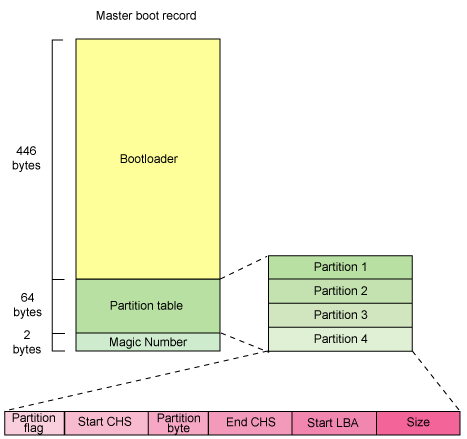 Master boot record
446
bytes
Bootloader
Partition 1
64
bytes
Partition table
Partition 2
Partition 3
2
bytes
Magic Number
Partition 4
Partition
flag
Start CHS
Partition
byte
End CHS
Start LBA
Size